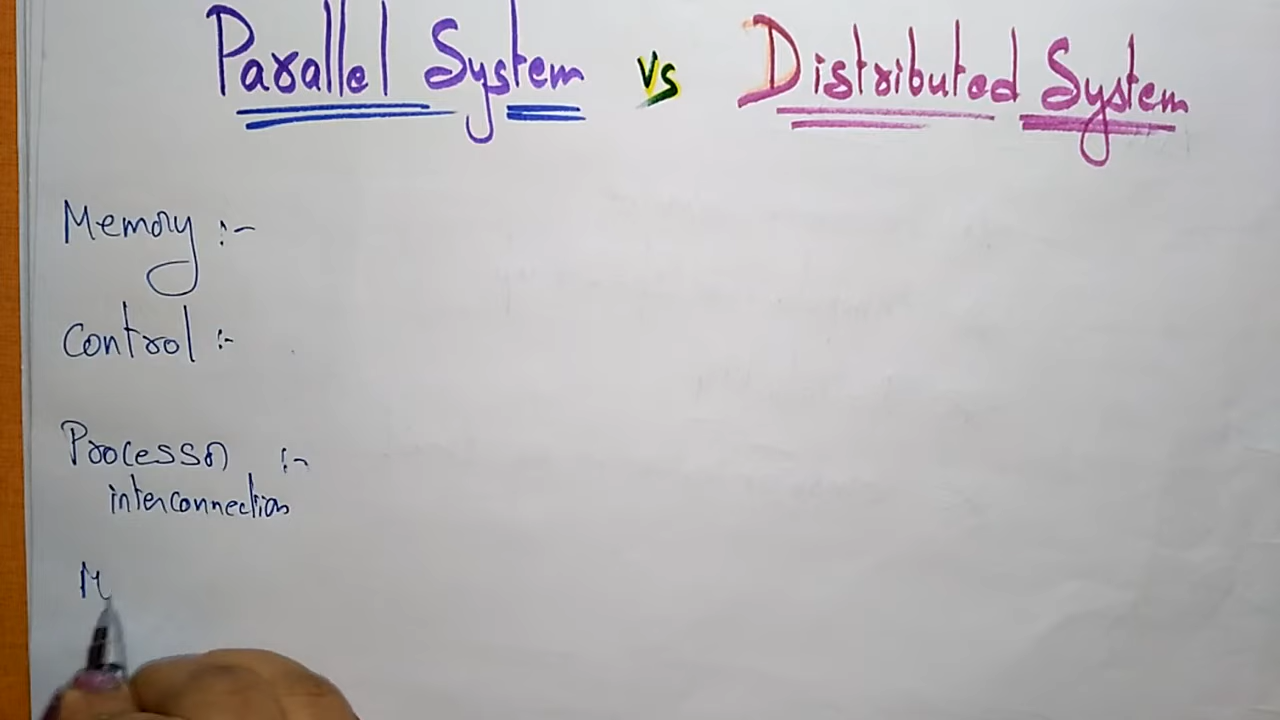 Parallel System vs Distributed System
Memory :-
Control :-
Processor :-
interconnection
M